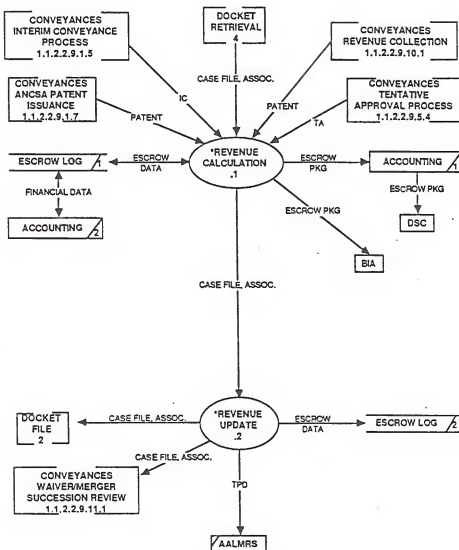 CONVEYANCES
INTERIM CONVEYANCE
PROCESS
1.1.2.2.9.1.5
DOCKET
RETRIEVAL
4
CONVEYANCES
REVENUE COLLECTION
1.1.2.2.9.10.1
CONVEYANCES
ANCSA PATENT
ISSUANCE
1.1.2.2.9.1.7
IC
CASE FILE, ASSOC.
PATENT
CONVEYANCES
TENTATIVE
APPROVAL PROCESS
1.1.2.2.9.5.4
PATENT
TA
ESCROW LOG /1
ESCROW
DATA
*REVENUE
CALCULATION
.1
ESCROW
PKG
ACCOUNTING /1
FINANCIAL DATA
ESCROW PKG
ACCOUNTING /2
ESCROW PKG
DSC
BIA
CASE FILE, ASSOC.
DOCKET
FILE
2
CASE FILE, ASSOC.
*REVENUE
UPDATE
.2
ESCROW
DATA
ESCROW LOG /2
CASE FILE, ASSOC.
CONVEYANCES
WAIVER/MERGER
SUCCESSION REVIEW
1.1.2.2.9.11.1
TPD
AALMRS